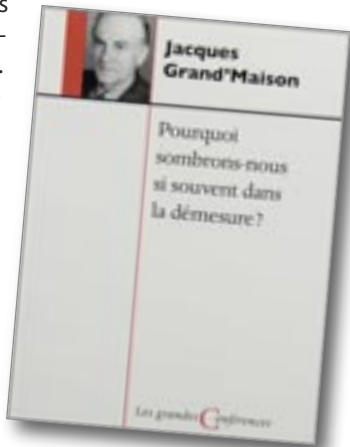 s
–
.
Jacques
Grand'Maison
Pourquoi
sombrons-nous
si souvent dans
la démesure?
Les grandes Conférences